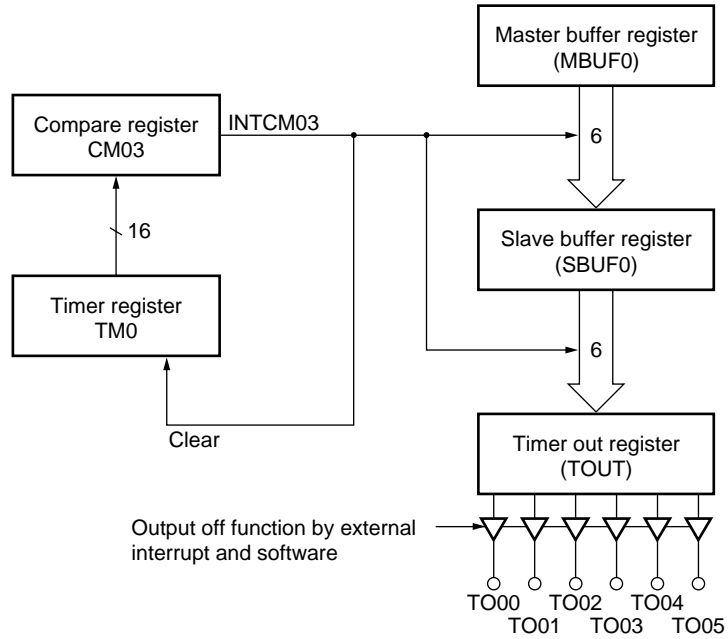 Master buffer register
(MBUF0)
Compare register
CM03
INTCM03
6
16
Slave buffer register
(SBUF0)
Timer register
TM0
6
Clear
Timer out register
(TOUT)
Output off function by external
interrupt and software
TO00 TO02 TO04
TO01 TO03 TO05